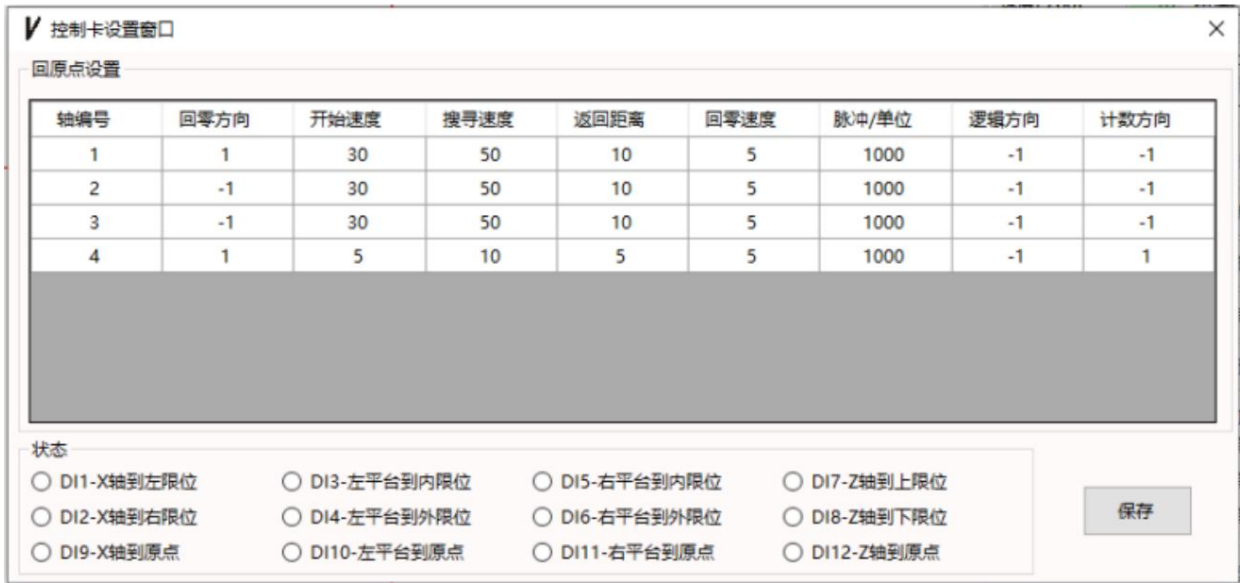 控制卡设置窗口
回原点设置
轴编号 回零方向 开始速度 搜寻速度 返回距离 回零速度 脉冲/单位 逻辑方向 计数方向
1 1 30 50 10 5 1000 -1 -1
2 -1 30 50 10 5 1000 -1 -1
3 -1 30 50 10 5 1000 -1 -1
4 1 5 10 5 5 1000 -1 1
状态
DI1-X轴到左限位 DI3-左平台到内限位 DI5-右平台到内限位 DI7-Z轴到上限位
DI2-X轴到右限位 DI4-左平台到外限位 DI6-右平台到外限位 DI8-Z轴到下限位
保存
DI9-X轴到原点 DI10-左平台到原点 DI11-右平台到原点 DI12-Z轴到原点